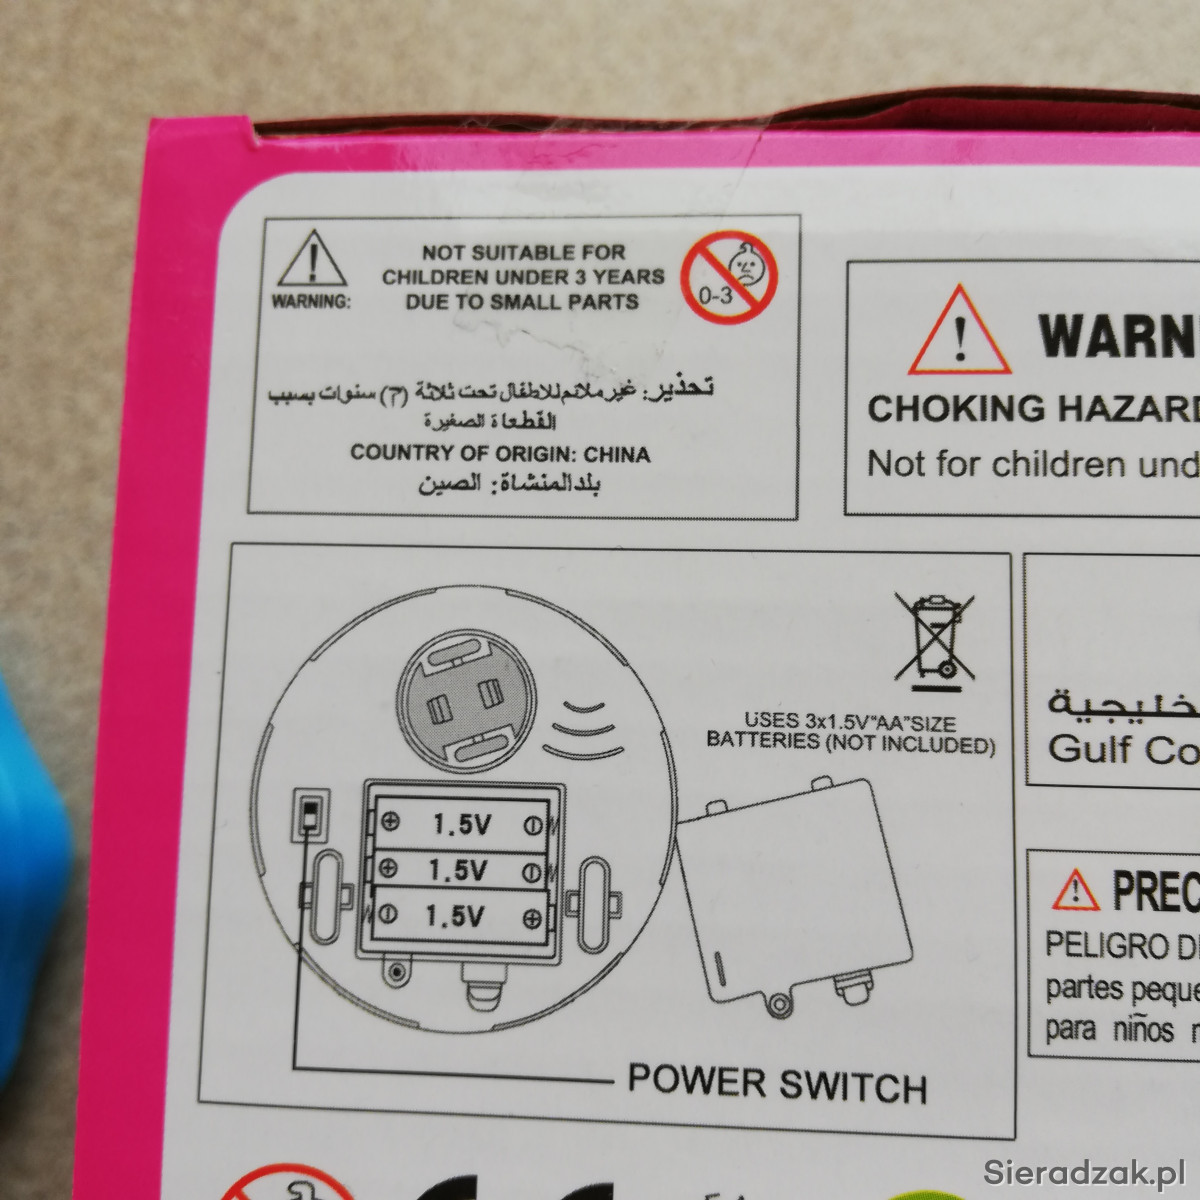 NOT SUITABLE FOR
CHILDREN UNDER 3 YEARS
DUE TO SMALL PARTS
WARNING:
0-3
تحذير: غير ملائم للاطفال تحت ثلاثة (٣) سنوات بسبب
القطعاة الصغيرة
COUNTRY OF ORIGIN: CHINA
بلد المنشاة: الصين
WARN
CHOKING HAZARD
Not for children und
USES 3x1.5V"AA"SIZE
BATTERIES (NOT INCLUDED)
1.5V
1.5V
1.5V
POWER SWITCH
خليجية
Gulf Co
PREC
PELIGRO D
partes peque
para niños
Sieradzak.pl